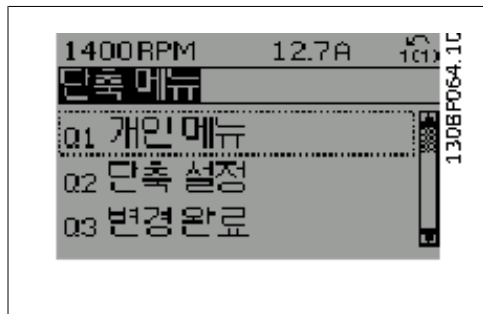 1400RPM 12.7A 1(1)
단축 메뉴
Q1 개인 메뉴
Q2 단축 설정
Q3 변경 완료
130BP064.10